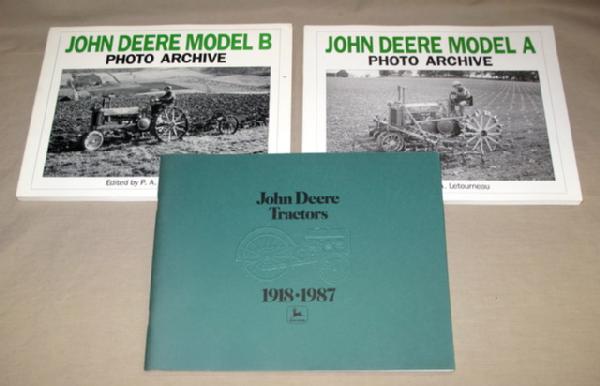 JOHN DEERE MODEL B
PHOTO ARCHIVE
Edited by P. A.
JOHN DEERE MODEL A
PHOTO ARCHIVE
A. Letourneau
John Deere
Tractors
1918•1987